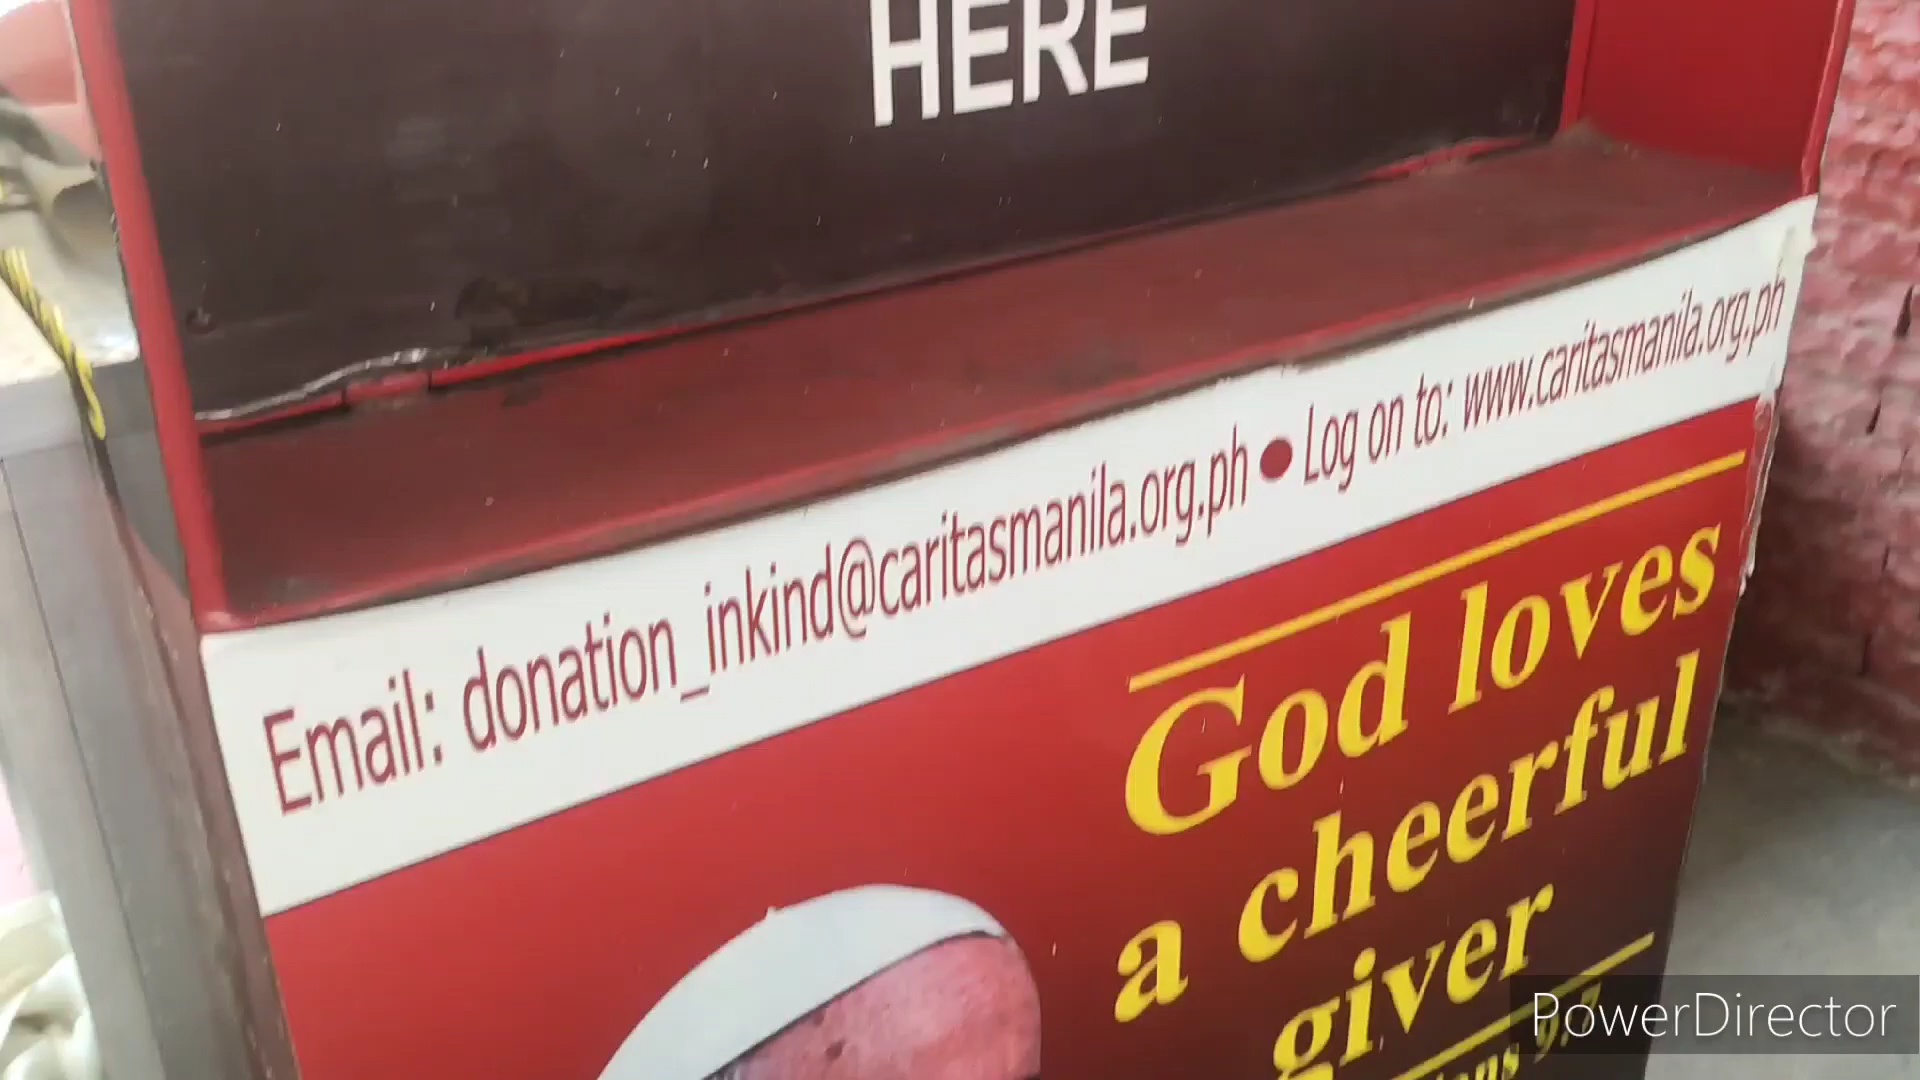 HERE
Email: donation_inkind@caritasmanila.org.ph ● Log on to: www.caritasmanila.org.ph
God loves
a cheerful
giver
PowerDirector